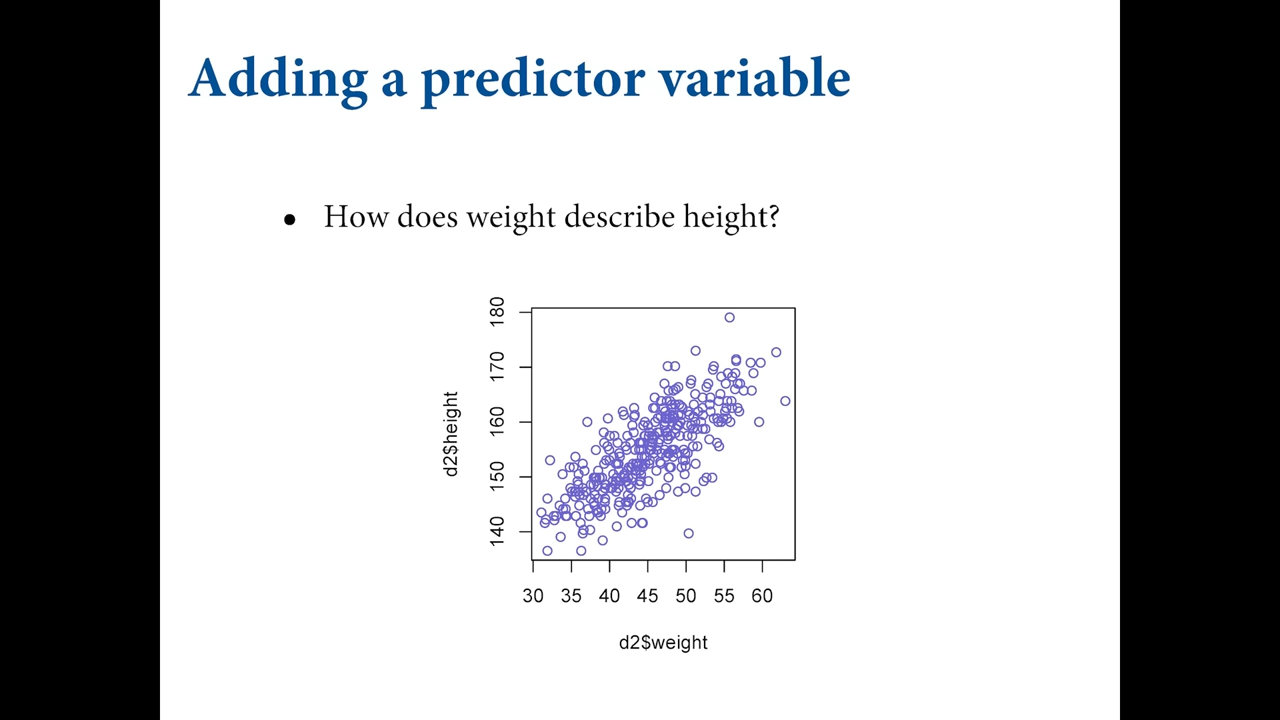 Adding a predictor variable
• How does weight describe height?
180
170
160
150
140
d2$height
30 35 40 45 50 55 60
d2$weight